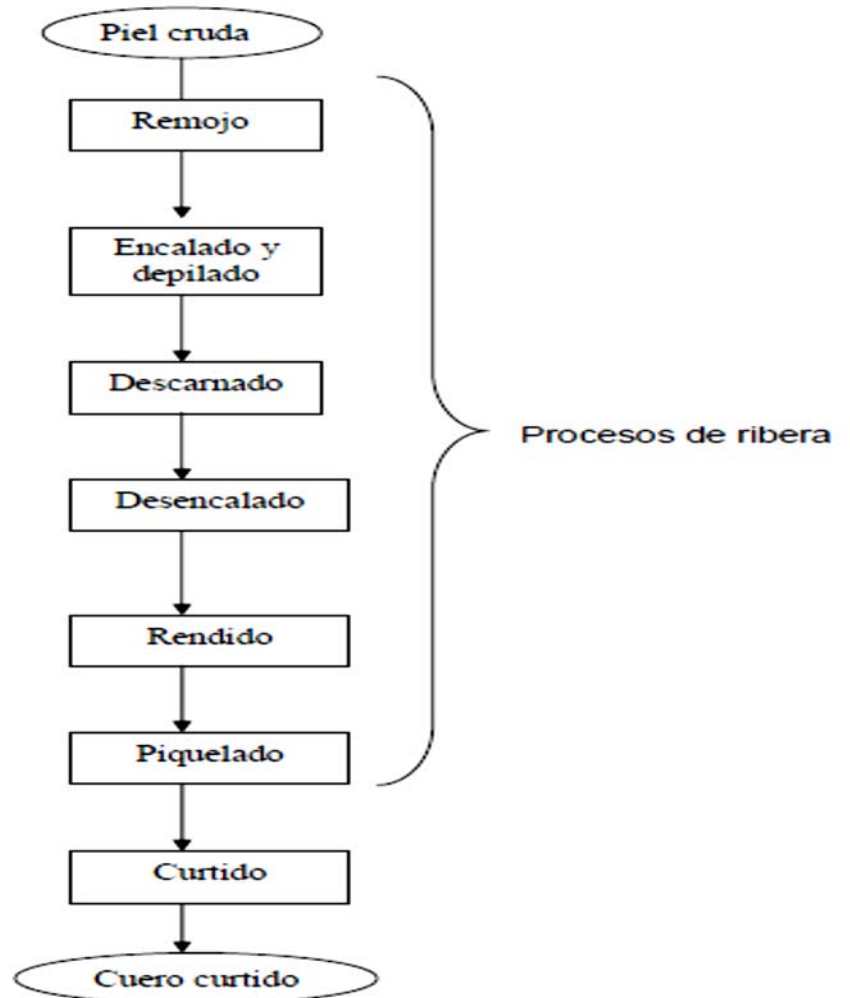 Piel cruda
Remojo
Encalado y
depilado
Descarnado
Desencalado
Procesos de ribera
Rendido
Piquelado
Curtido
Cuero curtido